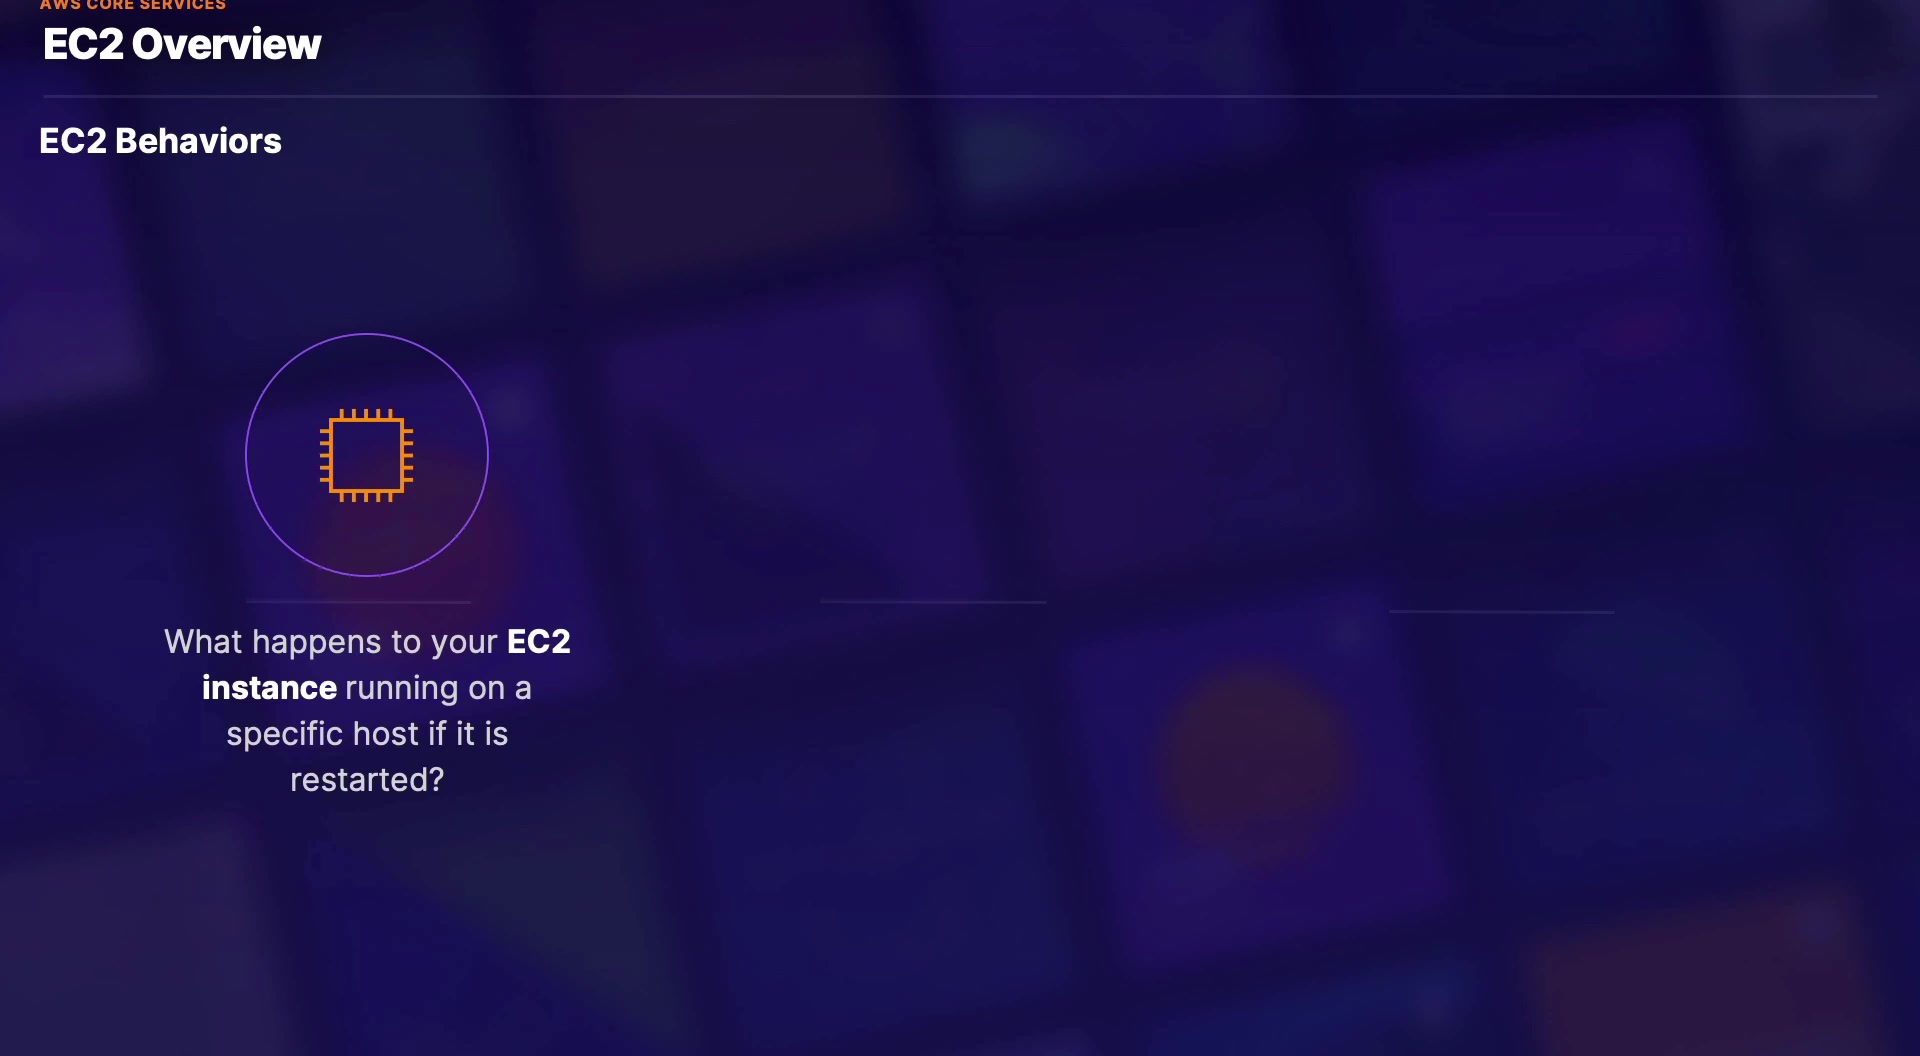 AWS CORE SERVICES
EC2 Overview
EC2 Behaviors
What happens to your EC2
instance running on a
specific host if it is
restarted?